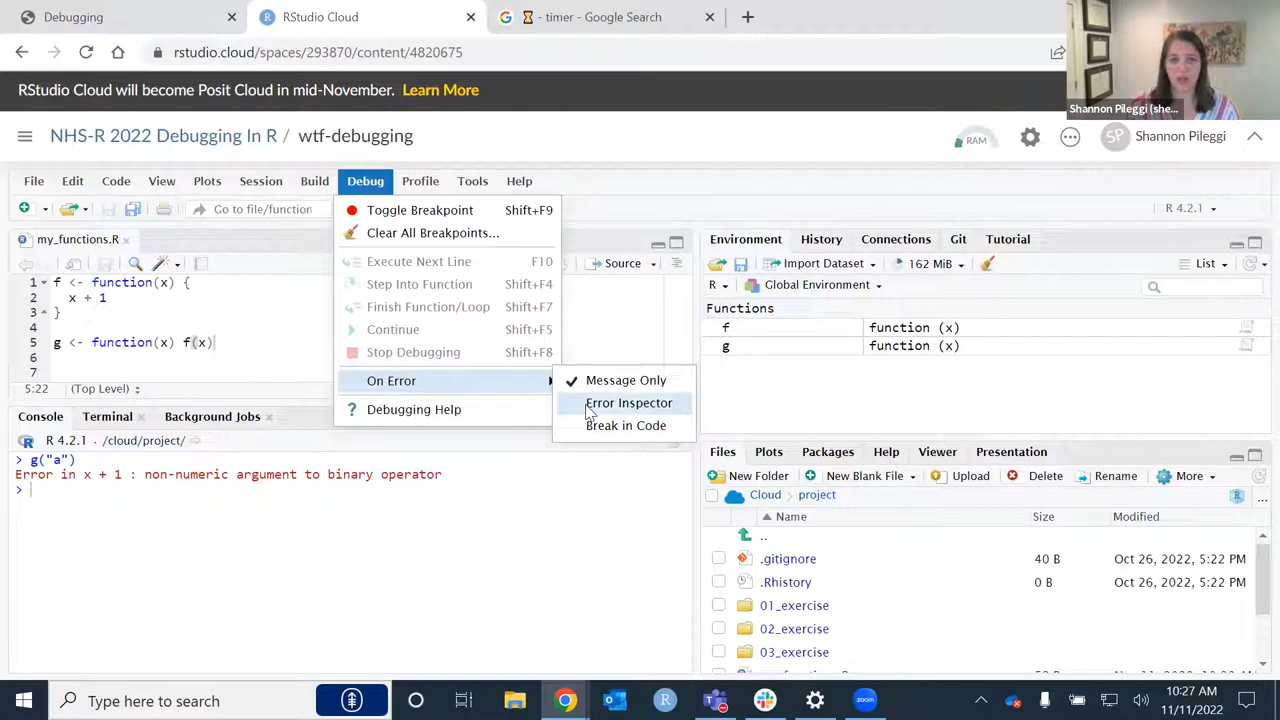 Debugging
RStudio Cloud
- timer - Google Search
rstudio.cloud/spaces/293870/content/4820675
RStudio Cloud will become Posit Cloud in mid-November. Learn More
Shannon Pileggi (she...
NHS-R 2022 Debugging In R / wtf-debugging
RAM
SP
Shannon Pileggi
File Edit Code View Plots Session Build Debug Profile Tools Help
Go to file/function
R 4.2.1
Toggle Breakpoint Shift+F9
Clear All Breakpoints...
Execute Next Line F10
Step Into Function Shift+F4
Finish Function/Loop Shift+F7
Continue Shift+F5
Stop Debugging Shift+F8
On Error
Debugging Help
Message Only
Error Inspector
Break in Code
my_functions.R
Source
1 f <- function(x) {
2 x + 1
3 }
4
5 g <- function(x) f(x)
6
7
5:22 (Top Level)
Console Terminal Background Jobs
R 4.2.1 . /cloud/project/
> g("a")
Error in x + 1 : non-numeric argument to binary operator
>
Environment History Connections Git Tutorial
Import Dataset 162 MiB List
R Global Environment
Functions
f function (x)
g function (x)
Files Plots Packages Help Viewer Presentation
New Folder New Blank File Upload Delete Rename More
Cloud project
Name Size Modified
..
.gitignore 40 B Oct 26, 2022, 5:22 PM
.Rhistory 0 B Oct 26, 2022, 5:22 PM
01_exercise
02_exercise
03_exercise
Type here to search
10:27 AM
11/11/2022
zoom